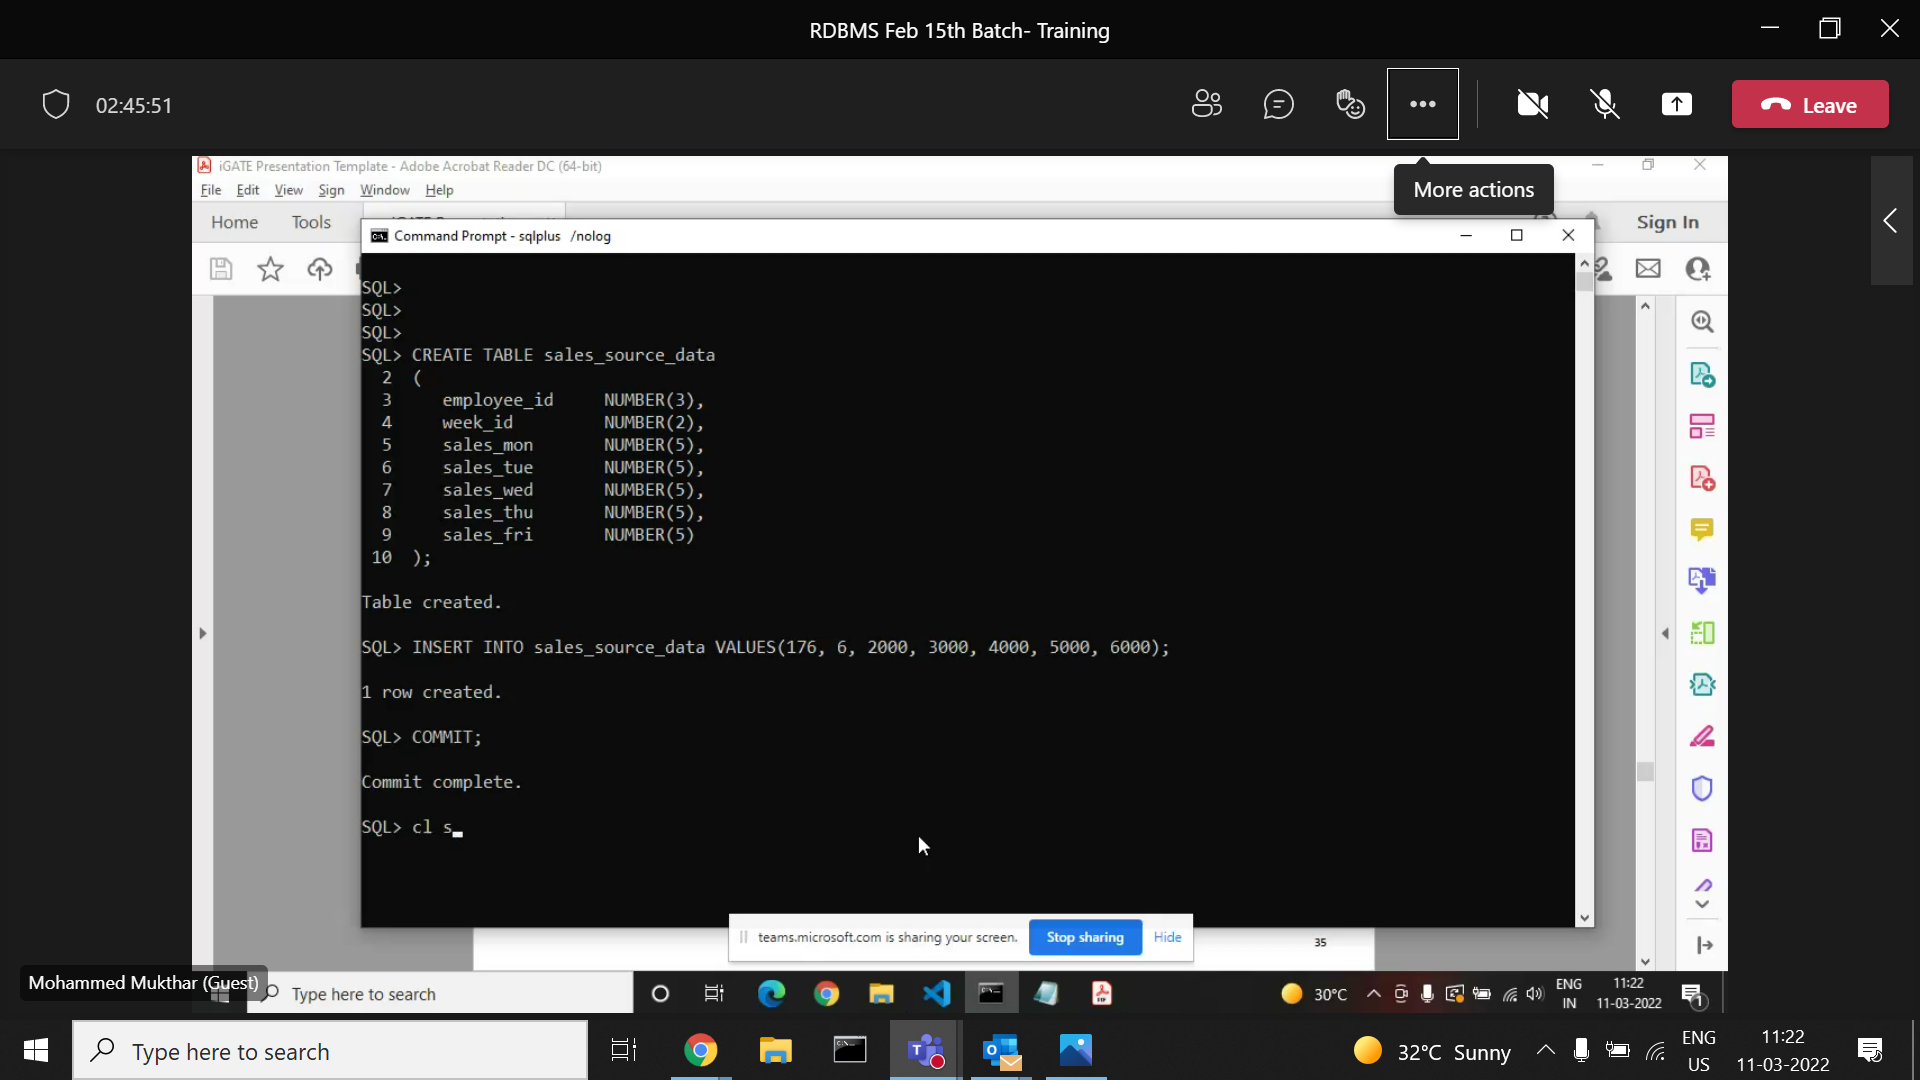 RDBMS Feb 15th Batch- Training
02:45:51
Leave
iGATE Presentation Template - Adobe Acrobat Reader DC (64-bit)
More actions
File Edit View Sign Window Help
Home Tools
Sign In
Command Prompt - sqlplus /nolog
SQL>
SQL>
SQL>
SQL> CREATE TABLE sales_source_data
2 (
3 employee_id NUMBER(3),
4 week_id NUMBER(2),
5 sales_mon NUMBER(5),
6 sales_tue NUMBER(5),
7 sales_wed NUMBER(5),
8 sales_thu NUMBER(5),
9 sales_fri NUMBER(5)
10 );
Table created.
SQL> INSERT INTO sales_source_data VALUES(176, 6, 2000, 3000, 4000, 5000, 6000);
1 row created.
SQL> COMMIT;
Commit complete.
SQL> cl s_
teams.microsoft.com is sharing your screen. Stop sharing Hide
35
Mohammed Mukthar (Guest)
Type here to search
30°C
ENG
IN
11:22
11-03-2022
1
Type here to search
32°C Sunny
ENG
US
11:22
11-03-2022